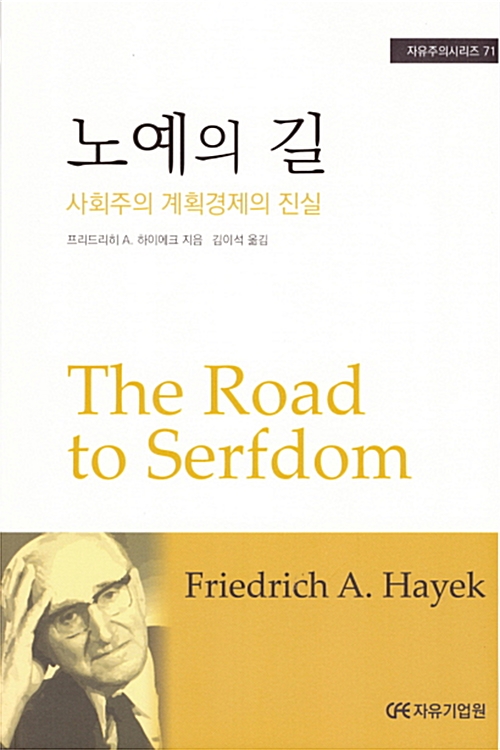 자유주의시리즈 71
노예의 길
사회주의 계획경제의 진실
프리드리히 A. 하이에크 지음 김이석 옮김
The Road
to Serfdom
Friedrich A. Hayek
CFE 자유기업원